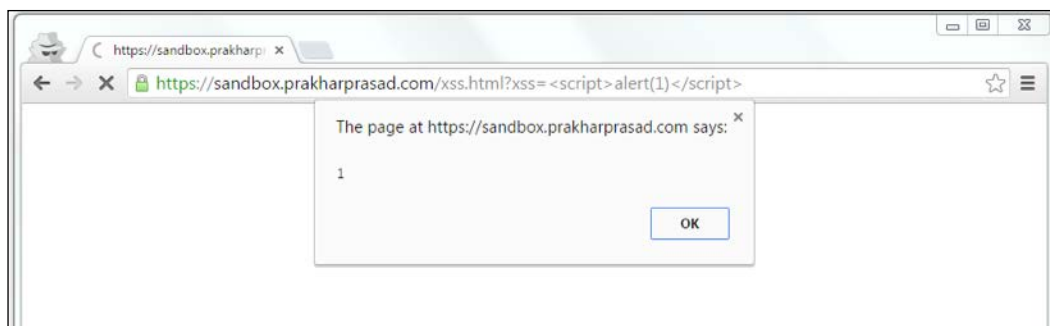 https://sandbox.prakharp
https://sandbox.prakharprasad.com/xss.html?xss=<script>alert(1)</script>
The page at https://sandbox.prakharprasad.com says:
1
OK